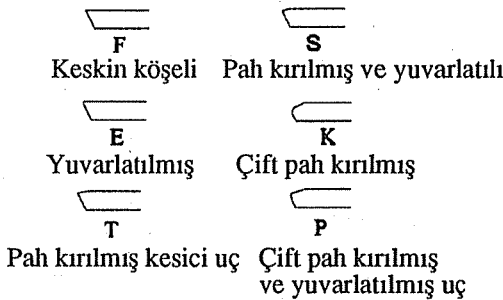 F S
Keskin köşeli Pah kırılmış ve yuvarlatılı
E K
Yuvarlatılmış Çift pah kırılmış
T P
Pah kırılmış kesici uç Çift pah kırılmış
ve yuvarlatılmış uç